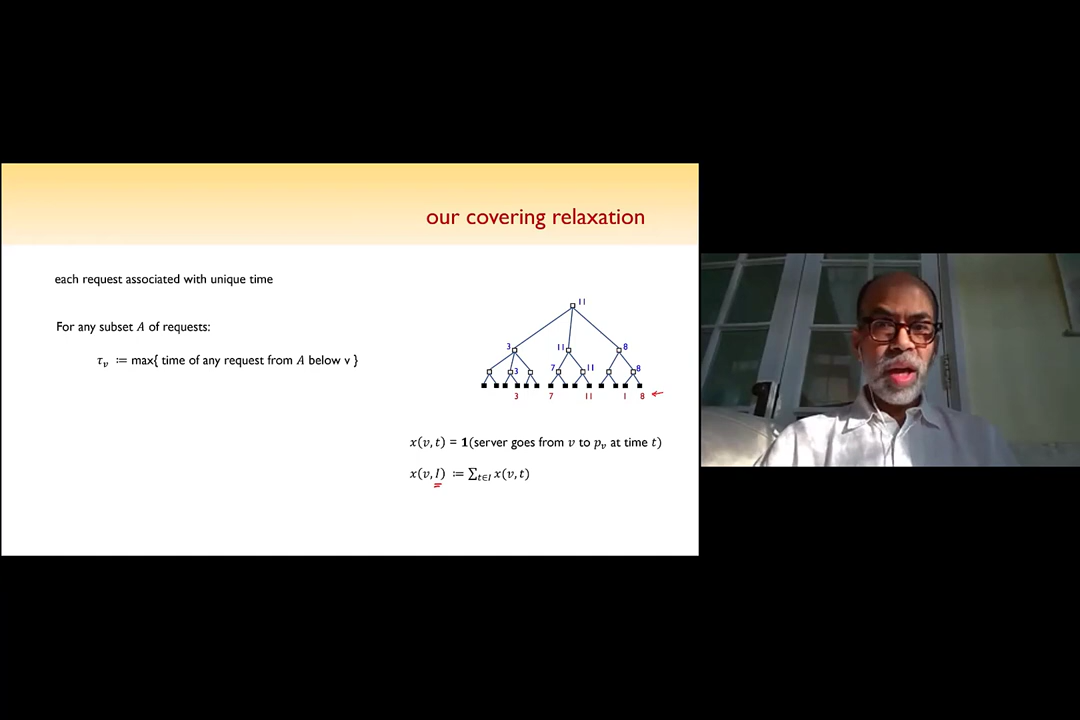 our covering relaxation
each request associated with unique time
For any subset A of requests:
τᵥ := max{ time of any request from A below v }
11
3 11 8
3 7 11 8
3 7 11 1 8
x(v, t) = 1(server goes from v to pᵥ at time t)
x(v, I) := ∑ₜ∈I x(v, t)